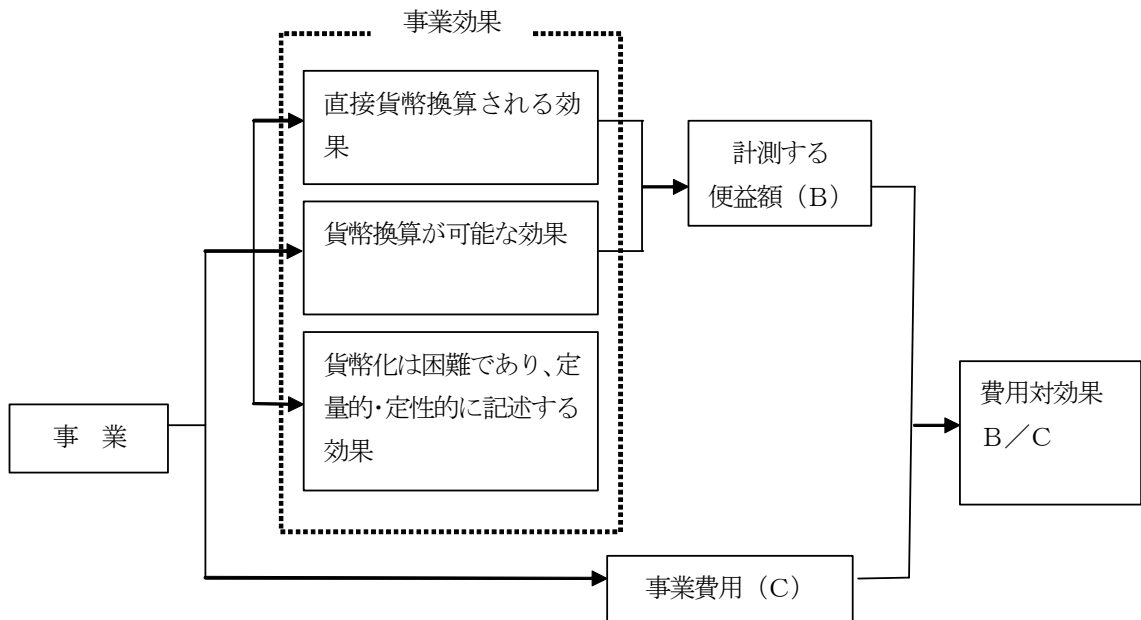 事業効果
直接貨幣換算される効
果
貨幣換算が可能な効果
貨幣化は困難であり、定
量的・定性的に記述する
効果
計測する
便益額（Ｂ）
事　業
費用対効果
Ｂ／Ｃ
事業費用（Ｃ）